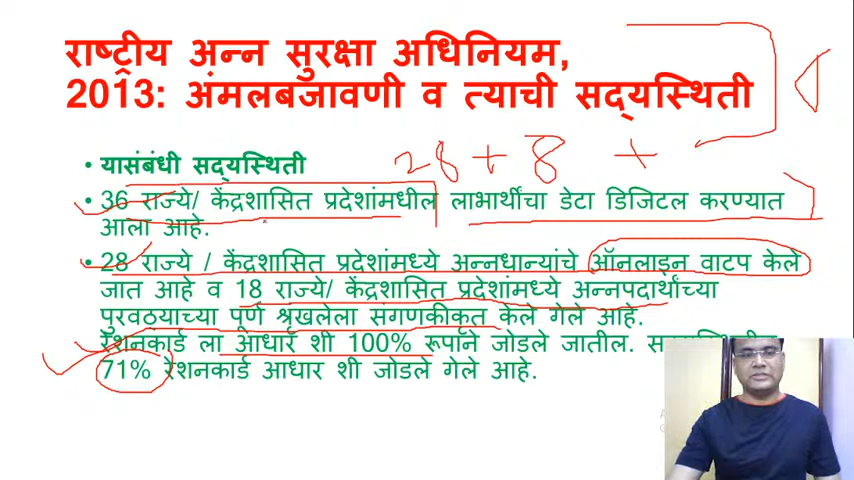 राष्ट्रीय अन्न सुरक्षा अधिनियम,
2013: अंमलबजावणी व त्याची सद्यस्थिती
28 + 8 +
• यासंबंधी सद्यस्थिती
• 36 राज्ये/ केंद्रशासित प्रदेशांमधील लाभार्थींचा डेटा डिजिटल करण्यात
आला आहे.
• 28 राज्ये / केंद्रशासित प्रदेशांमध्ये अन्नधान्यांचे ऑनलाइन वाटप केले
जात आहे व 18 राज्ये/ केंद्रशासित प्रदेशांमध्ये अन्नपदार्थांच्या
पुरवठयाच्या पूर्ण श्रृखलेला संगणकीकृत केले गेले आहे.
रेशनकार्ड ला आधार शी 100% रूपाने जोडले जातील.
71% रेशनकार्ड आधार शी जोडले गेले आहे.